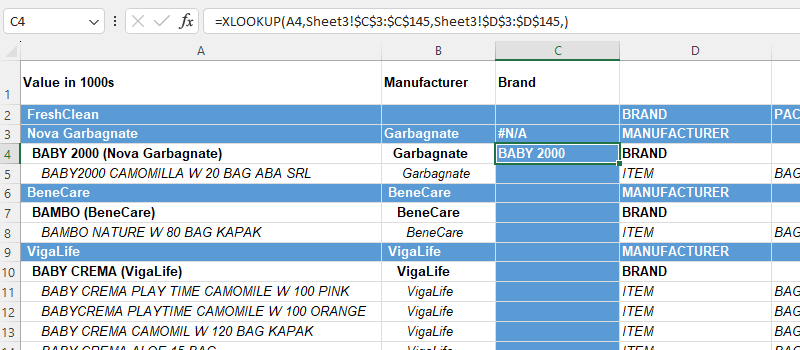 C4 fx =XLOOKUP(A4,Sheet3!$C$3:$C$145,Sheet3!$D$3:$D$145,)
A B C D
1 Value in 1000s Manufacturer Brand
2 FreshClean BRAND PAC
3 Nova Garbagnate Garbagnate #N/A MANUFACTURER
4 BABY 2000 (Nova Garbagnate) Garbagnate BABY 2000 BRAND
5 BABY2000 CAMOMILLA W 20 BAG ABA SRL Garbagnate ITEM BAG
6 BeneCare BeneCare MANUFACTURER
7 BAMBO (BeneCare) BeneCare BRAND
8 BAMBO NATURE W 80 BAG KAPAK BeneCare ITEM BAG
9 VigaLife VigaLife MANUFACTURER
10 BABY CREMA (VigaLife) VigaLife BRAND
11 BABY CREMA PLAY TIME CAMOMILE W 100 PINK VigaLife ITEM BAG
12 BABYCREMA PLAYTIME CAMOMILE W 100 ORANGE VigaLife ITEM BAG
13 BABY CREMA CAMOMIL W 120 BAG KAPAK VigaLife ITEM BAG
BABY CREMA ALOE 15 BAG VigaLife ITEM BAG